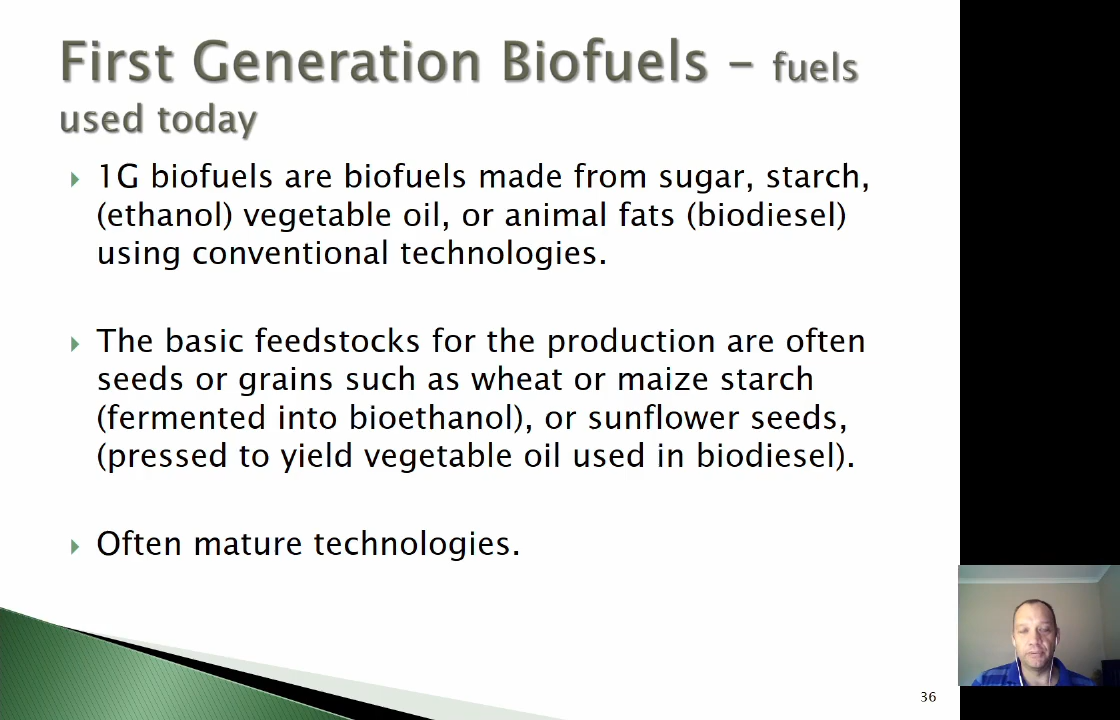 First Generation Biofuels – fuels
used today
1G biofuels are biofuels made from sugar, starch,
(ethanol) vegetable oil, or animal fats (biodiesel)
using conventional technologies.
The basic feedstocks for the production are often
seeds or grains such as wheat or maize starch
(fermented into bioethanol), or sunflower seeds,
(pressed to yield vegetable oil used in biodiesel).
Often mature technologies.
36